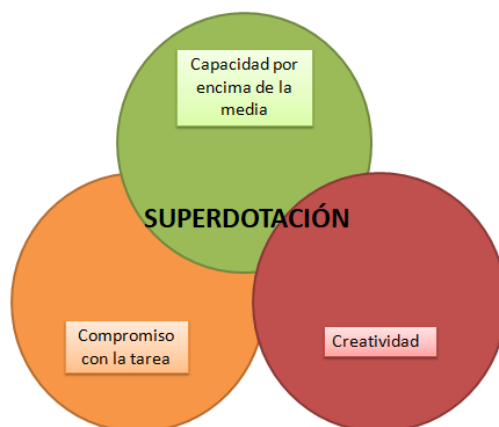 Capacidad por
encima de la
media
SUPERDOTACIÓN
Compromiso
con la tarea
Creatividad